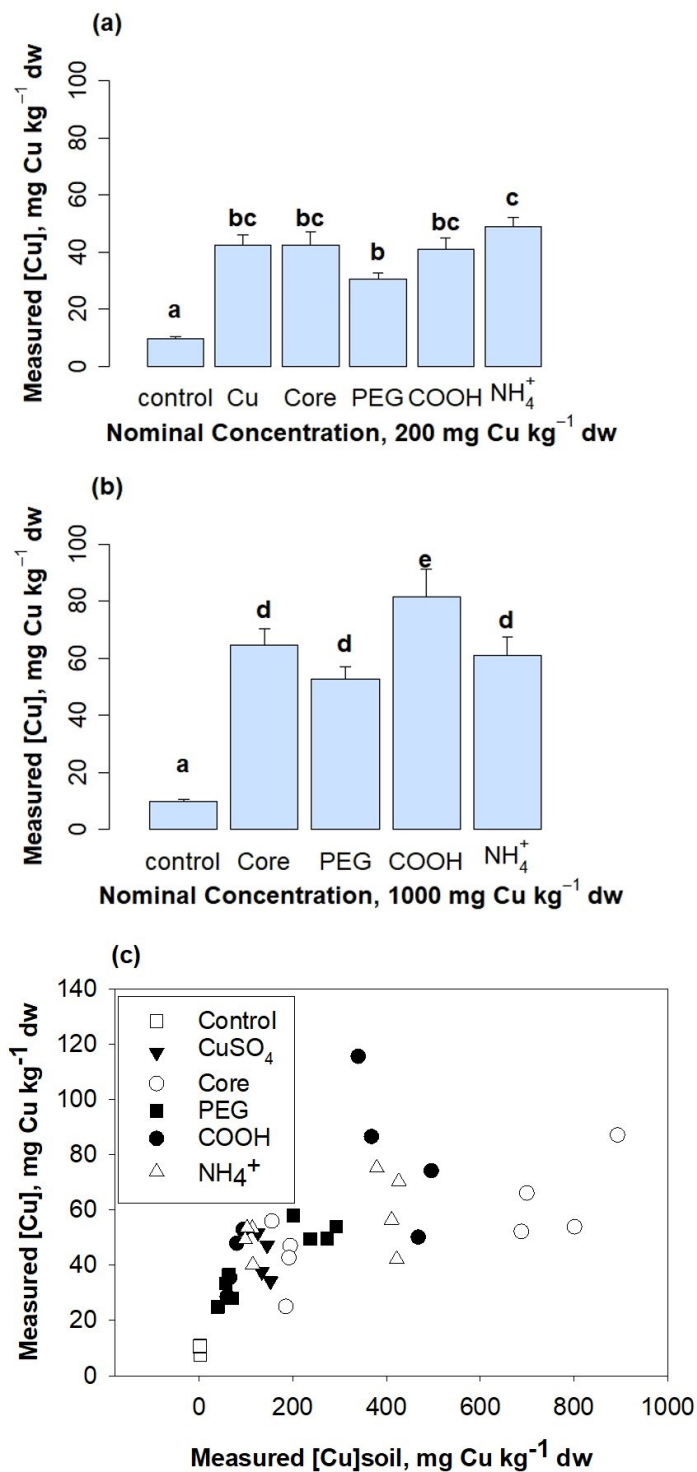 (a)
Measured [Cu], mg Cu kg⁻¹ dw
100
80
60
40
20
0
a
bc
bc
b
bc
c
control Cu Core PEG COOH NH₄⁺
Nominal Concentration, 200 mg Cu kg⁻¹ dw
(b)
Measured [Cu], mg Cu kg⁻¹ dw
100
80
60
40
20
0
a
d
d
e
d
control Core PEG COOH NH₄⁺
Nominal Concentration, 1000 mg Cu kg⁻¹ dw
(c)
Measured [Cu], mg Cu kg⁻¹ dw
140
120
100
80
60
40
20
0
Control
CuSO₄
Core
PEG
COOH
NH₄⁺
0 200 400 600 800 1000
Measured [Cu]soil, mg Cu kg⁻¹ dw